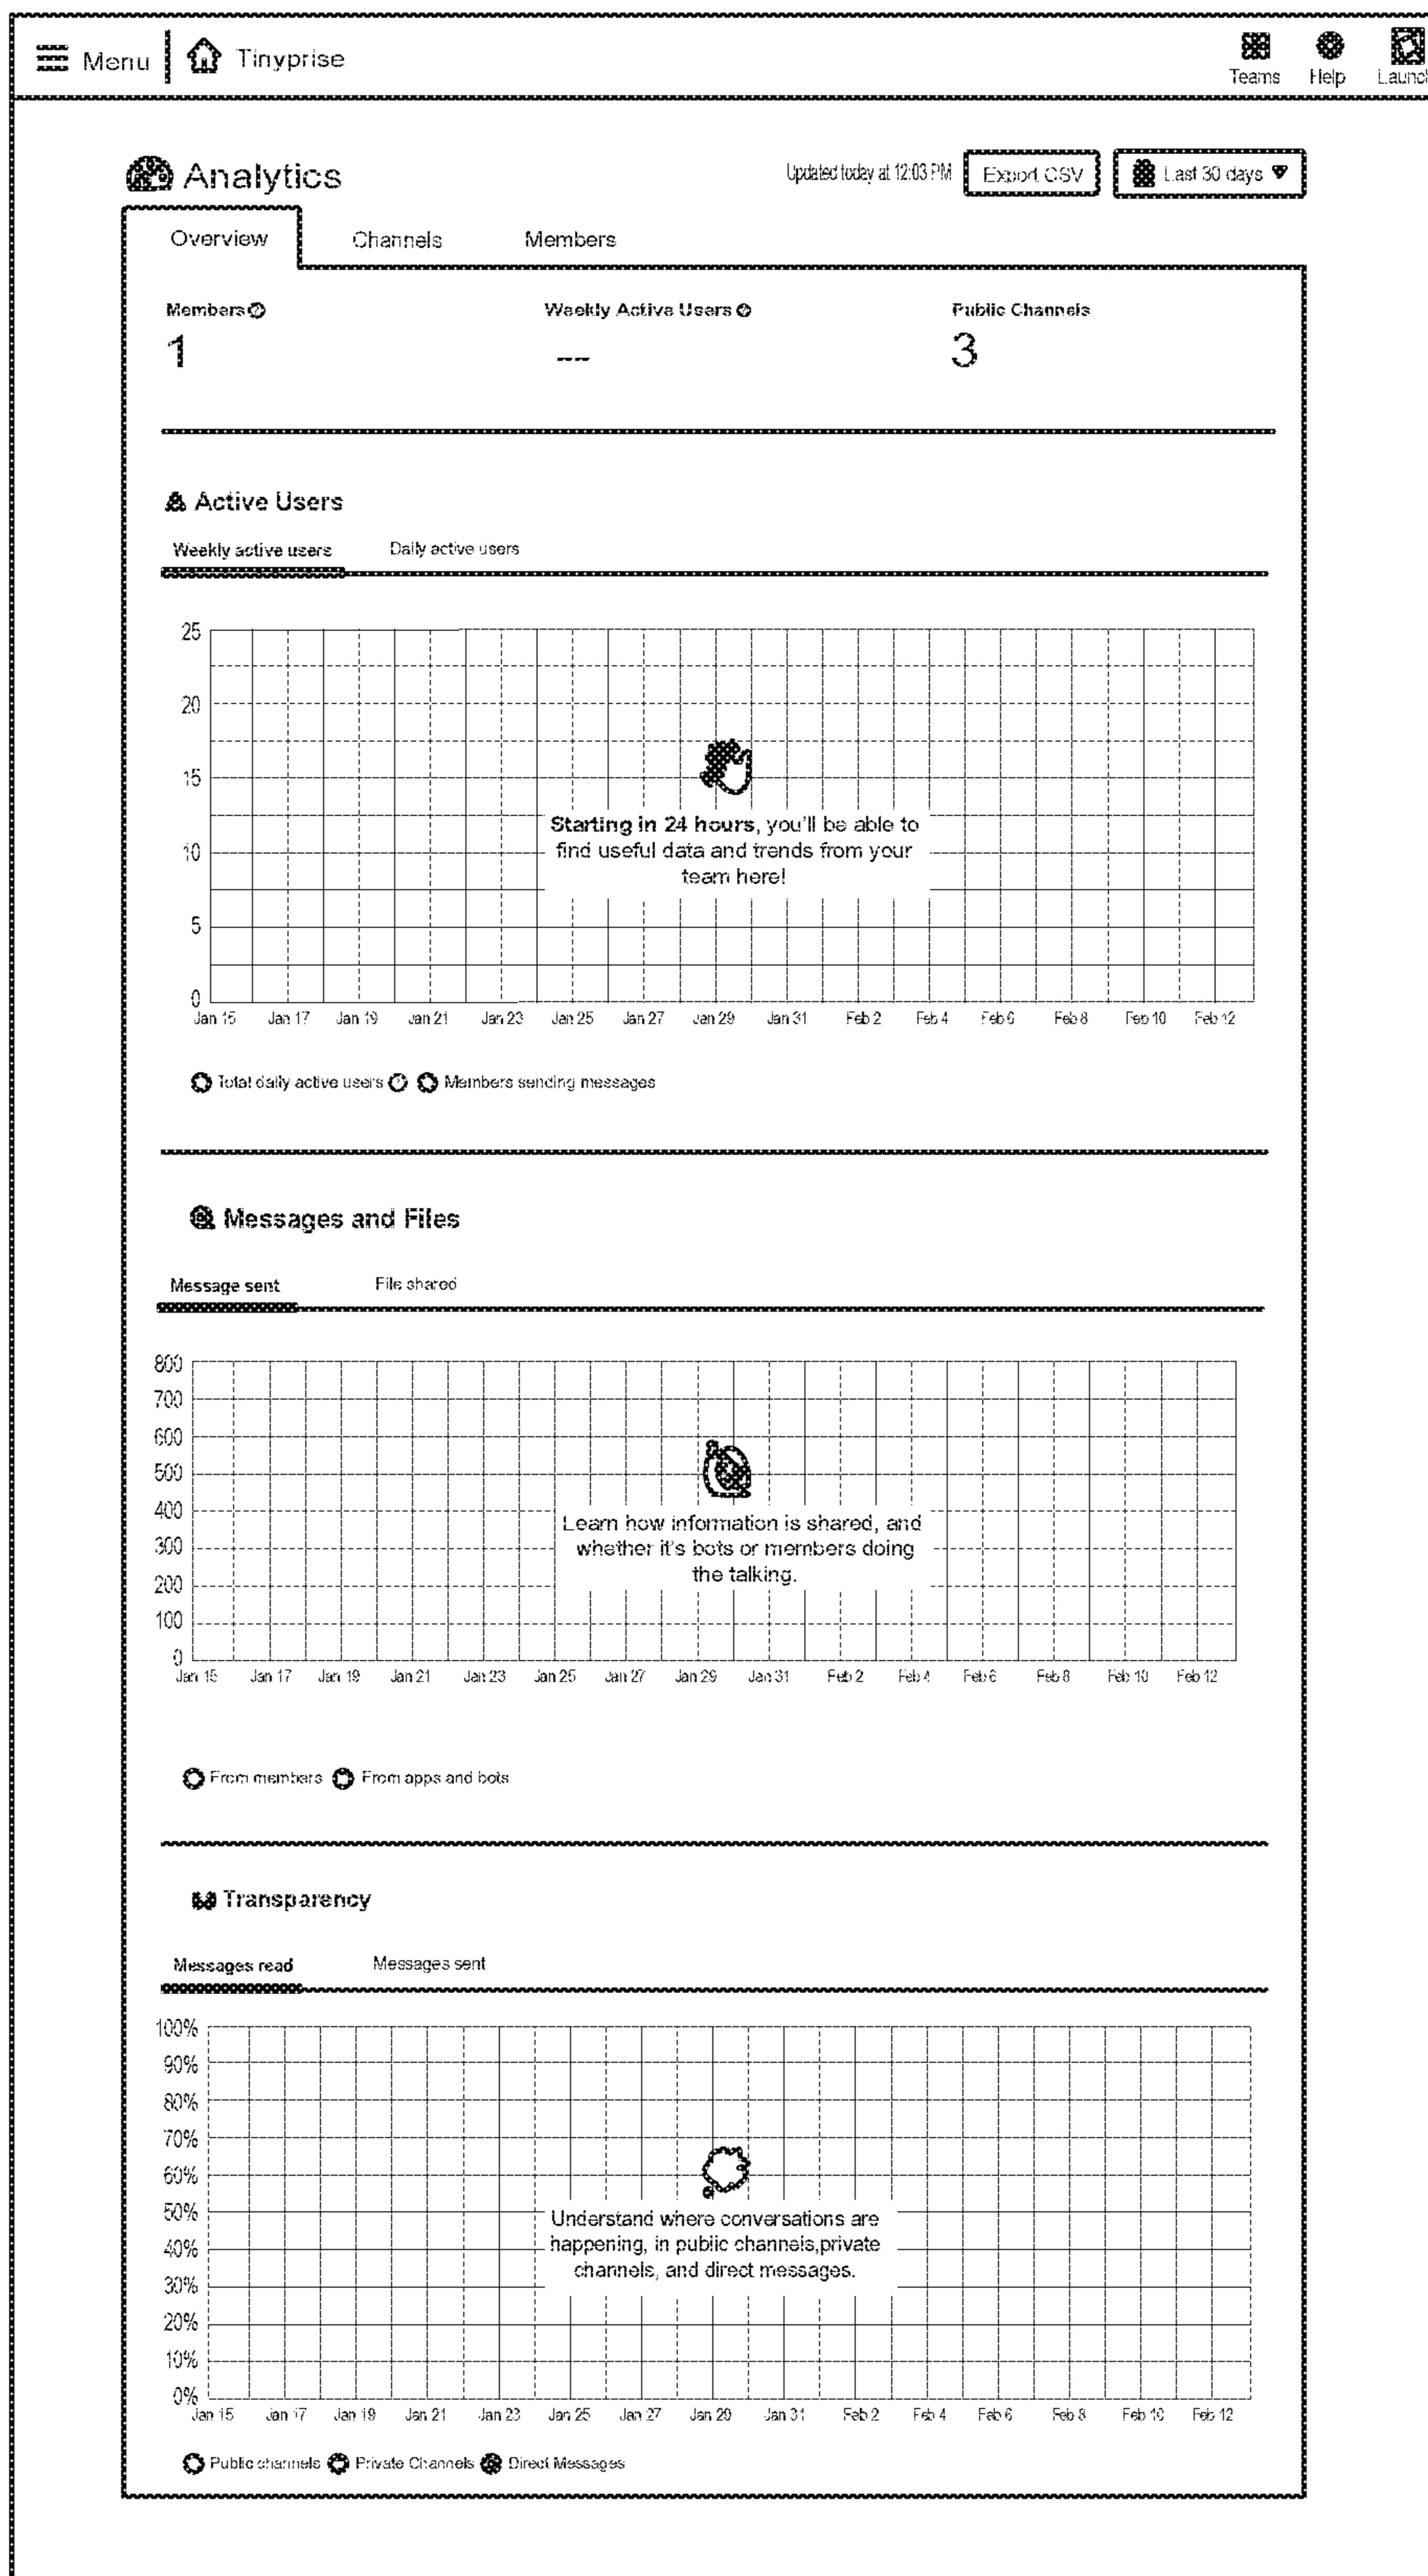 Menu Tinyprise Teams Help Launch
Analytics Updated today at 12:03 PM Export CSV Last 30 days
Overview Channels Members
Members Weekly Active Users Public Channels
1 -- 3
Active Users
Weekly active users Daily active users
25
20
15
Starting in 24 hours, you'll be able to
10 find useful data and trends from your
team here!
5
0
Jan 15 Jan 17 Jan 19 Jan 21 Jan 23 Jan 25 Jan 27 Jan 29 Jan 31 Feb 2 Feb 4 Feb 6 Feb 8 Feb 10 Feb 12
Total daily active users Members sending messages
Messages and Files
Message sent File shared
800
700
600
500
400
Learn how information is shared, and
300 whether it's bots or members doing
200 the talking.
100
0
Jan 15 Jan 17 Jan 19 Jan 21 Jan 23 Jan 25 Jan 27 Jan 29 Jan 31 Feb 2 Feb 4 Feb 6 Feb 8 Feb 10 Feb 12
From members From apps and bots
Transparency
Messages read Messages sent
100%
90%
80%
70%
60%
50% Understand where conversations are
40% happening, in public channels,private
30% channels, and direct messages.
20%
10%
0%
Jan 15 Jan 17 Jan 19 Jan 21 Jan 23 Jan 25 Jan 27 Jan 29 Jan 31 Feb 2 Feb 4 Feb 6 Feb 8 Feb 10 Feb 12
Public channels Private Channels Direct Messages